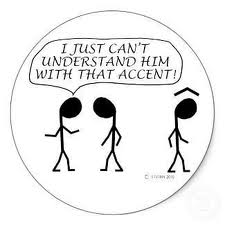 I JUST CAN'T
UNDERSTAND HIM
WITH THAT ACCENT!